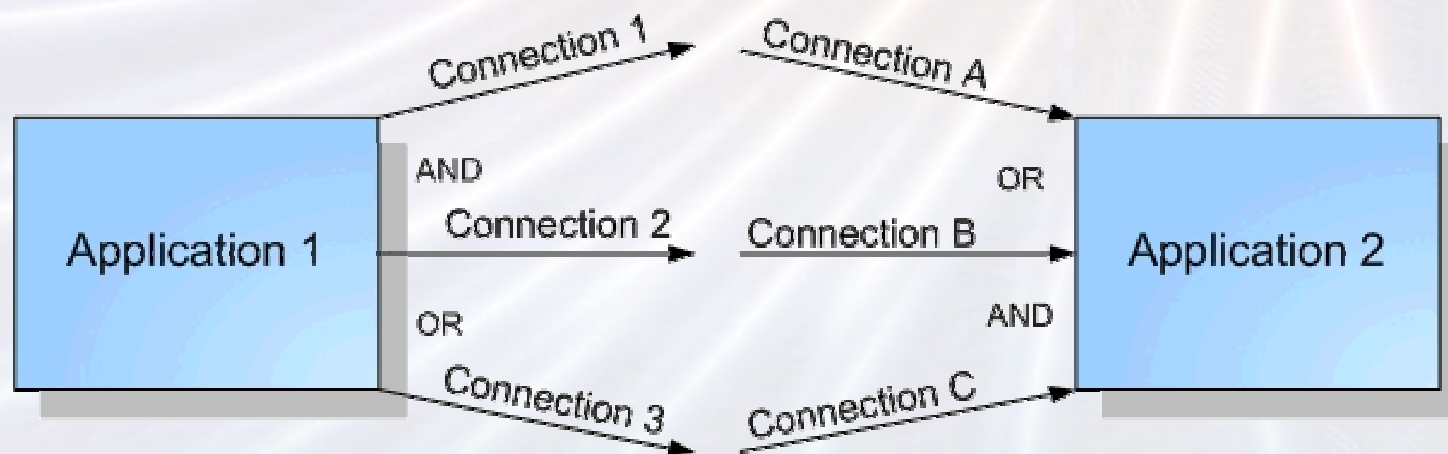 Connection 1
Connection A
AND
OR
Connection 2
Connection B
Application 1
Application 2
OR
AND
Connection 3
Connection C